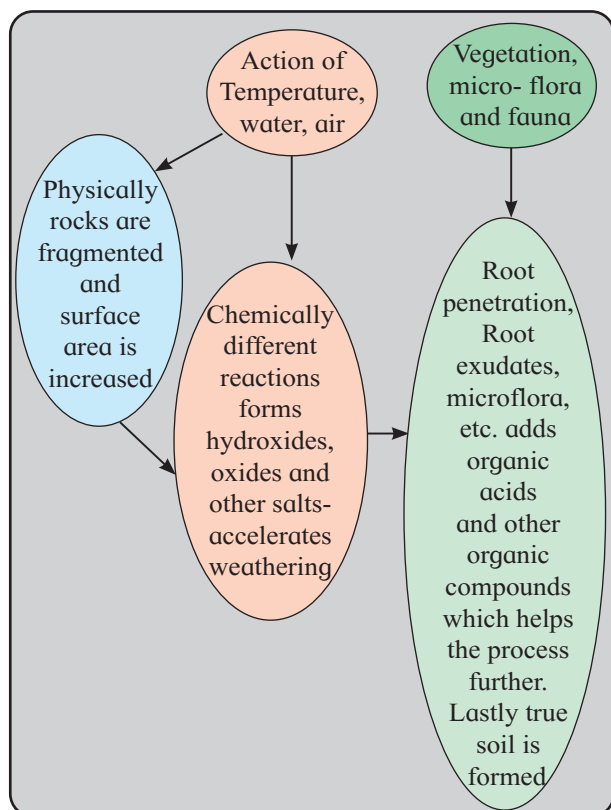 Action of
Temperature,
water, air
Vegetation,
micro- flora
and fauna
Physically
rocks are
fragmented
and
surface
area is
increased
Chemically
different
reactions
forms
hydroxides,
oxides and
other salts-
accelerates
weathering
Root
penetration,
Root
exudates,
microflora,
etc. adds
organic
acids
and other
organic
compounds
which helps
the process
further.
Lastly true
soil is
formed